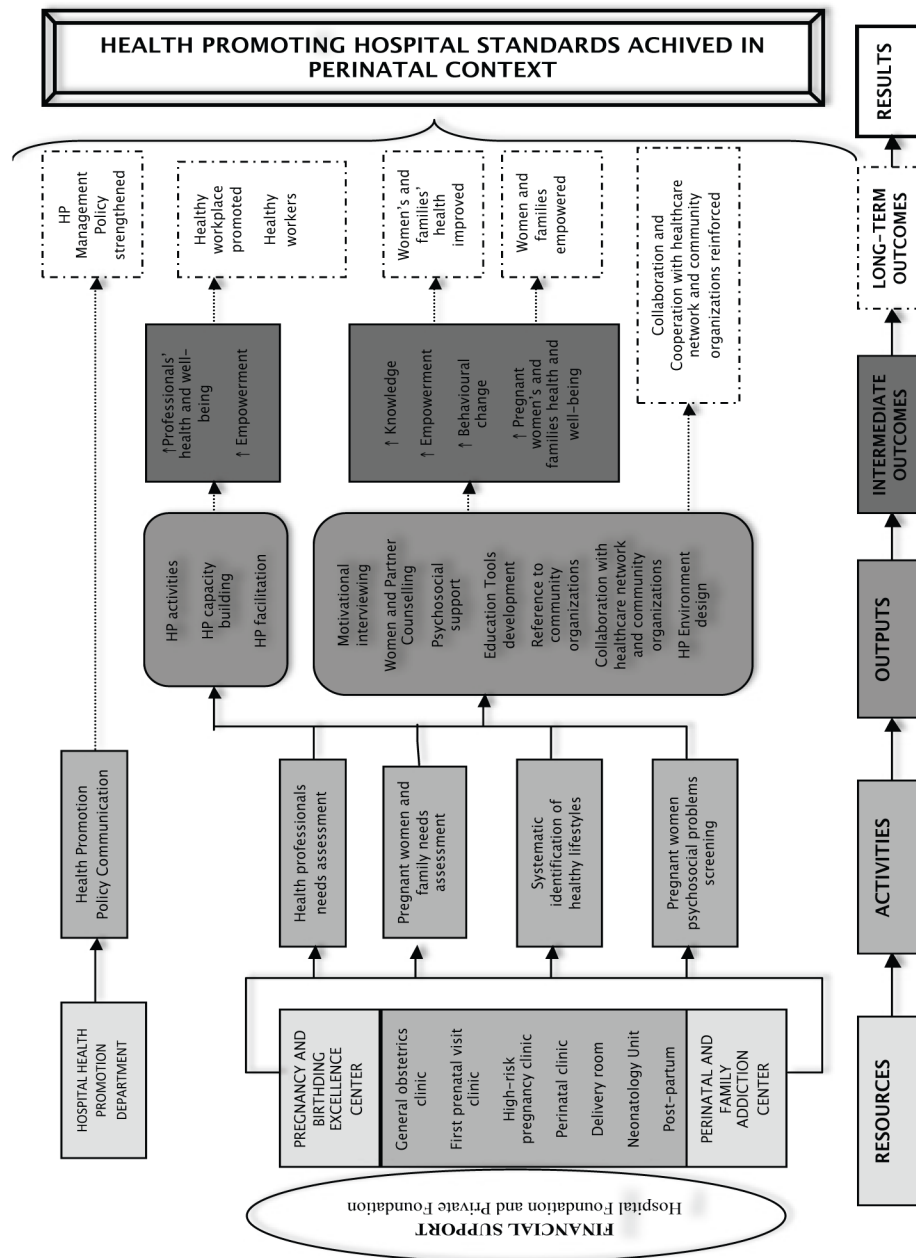 HEALTH PROMOTING HOSPITAL STANDARDS ACHIVED IN
PERINATAL CONTEXT
HOSPITAL HEALTH
PROMOTION
DEPARTMENT
Health Promotion
Policy Communication
HP
Management
Policy
strengthened
FINANCIAL SUPPORT
Hospital Foundation and Private Foundation
PREGNANCY AND
BIRTHDING
EXCELLENCE
CENTER
General obstetrics
clinic
First prenatal visit
clinic
High-risk
pregnancy clinic
Perinatal clinic
Delivery room
Neonatology Unit
Post-partum
PERINATAL AND
FAMILY
ADDICTION
CENTER
Health professionals
needs assessment
Pregnant women and
family needs
assessment
Systematic
identification of
healthy lifestyles
Pregnant women
psychosocial problems
screening
HP activities
HP capacity
building
HP facilitation
Motivational
interviewing
Women and Partner
Counselling
Psychosocial
support
Education Tools
development
Reference to
community
organizations
Collaboration with
healthcare network
and community
organizations
HP Environment
design
↑Professionals'
health and well-
being
↑ Empowerment
↑ Knowledge
↑ Empowerment
↑ Behavioural
change
↑ Pregnant
women's and
families health and
well-being
Healthy
workplace
promoted
Healthy
workers
Women's and
families'
health
improved
Women and
families
empowered
Collaboration and
Cooperation with healthcare
network and community
organizations reinforced
RESOURCES
ACTIVITIES
OUTPUTS
INTERMEDIATE
OUTCOMES
LONG-TERM
OUTCOMES
RESULTS